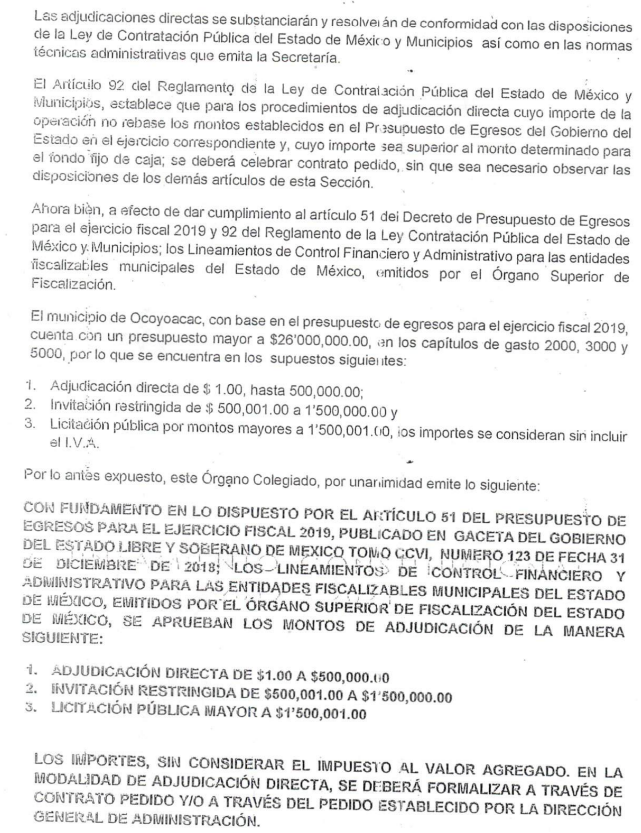 Las adjudicaciones directas se substanciarán y resolverán de conformidad con las disposiciones
de la Ley de Contratación Pública del Estado de México y Municipios así como en las normas
técnicas administrativas que emita la Secretaría.
El Artículo 92 del Reglamento de la Ley de Contratación Pública del Estado de México y
Municipios, establece que para los procedimientos de adjudicación directa cuyo importe de la
operación no rebase los montos establecidos en el Presupuesto de Egresos del Gobierno del
Estado en el ejercicio correspondiente y, cuyo importe sea superior al monto determinado para
el fondo fijo de caja; se deberá celebrar contrato pedido, sin que sea necesario observar las
disposiciones de los demás artículos de esta Sección.
Ahora bien, a efecto de dar cumplimiento al artículo 51 del Decreto de Presupuesto de Egresos
para el ejercicio fiscal 2019 y 92 del Reglamento de la Ley Contratación Pública del Estado de
México y Municipios; los Lineamientos de Control Financiero y Administrativo para las entidades
fiscalizables municipales del Estado de México, emitidos por el Órgano Superior de
Fiscalización.
El municipio de Ocoyoacac, con base en el presupuesto de egresos para el ejercicio fiscal 2019,
cuenta con un presupuesto mayor a $26'000,000.00, en los capítulos de gasto 2000, 3000 y
5000, por lo que se encuentra en los supuestos siguientes:
1. Adjudicación directa de $ 1.00, hasta 500,000.00;
2. Invitación restringida de $ 500,001.00 a 1'500,000.00 y
3. Licitación pública por montos mayores a 1'500,001.00, los importes se consideran sin incluir
el I.V.A.
Por lo antes expuesto, este Órgano Colegiado, por unanimidad emite lo siguiente:
CON FUNDAMENTO EN LO DISPUESTO POR EL ARTÍCULO 51 DEL PRESUPUESTO DE
EGRESOS PARA EL EJERCICIO FISCAL 2019, PUBLICADO EN GACETA DEL GOBIERNO
DEL ESTADO LIBRE Y SOBERANO DE MEXICO TOMO CCVI, NUMERO 123 DE FECHA 31
DE DICIEMBRE DE 2018; LOS LINEAMIENTOS DE CONTROL FINANCIERO Y
ADMINISTRATIVO PARA LAS ENTIDADES FISCALIZABLES MUNICIPALES DEL ESTADO
DE MÉXICO, EMITIDOS POR EL ÓRGANO SUPERIOR DE FISCALIZACIÓN DEL ESTADO
DE MÉXICO, SE APRUEBAN LOS MONTOS DE ADJUDICACIÓN DE LA MANERA
SIGUIENTE:
1. ADJUDICACIÓN DIRECTA DE $1.00 A $500,000.00
2. INVITACIÓN RESTRINGIDA DE $500,001.00 A $1'500,000.00
3. LICITACIÓN PÚBLICA MAYOR A $1'500,001.00
LOS IMPORTES, SIN CONSIDERAR EL IMPUESTO AL VALOR AGREGADO. EN LA
MODALIDAD DE ADJUDICACIÓN DIRECTA, SE DEBERÁ FORMALIZAR A TRAVÉS DE
CONTRATO PEDIDO Y/O A TRAVÉS DEL PEDIDO ESTABLECIDO POR LA DIRECCIÓN
GENERAL DE ADMINISTRACIÓN.